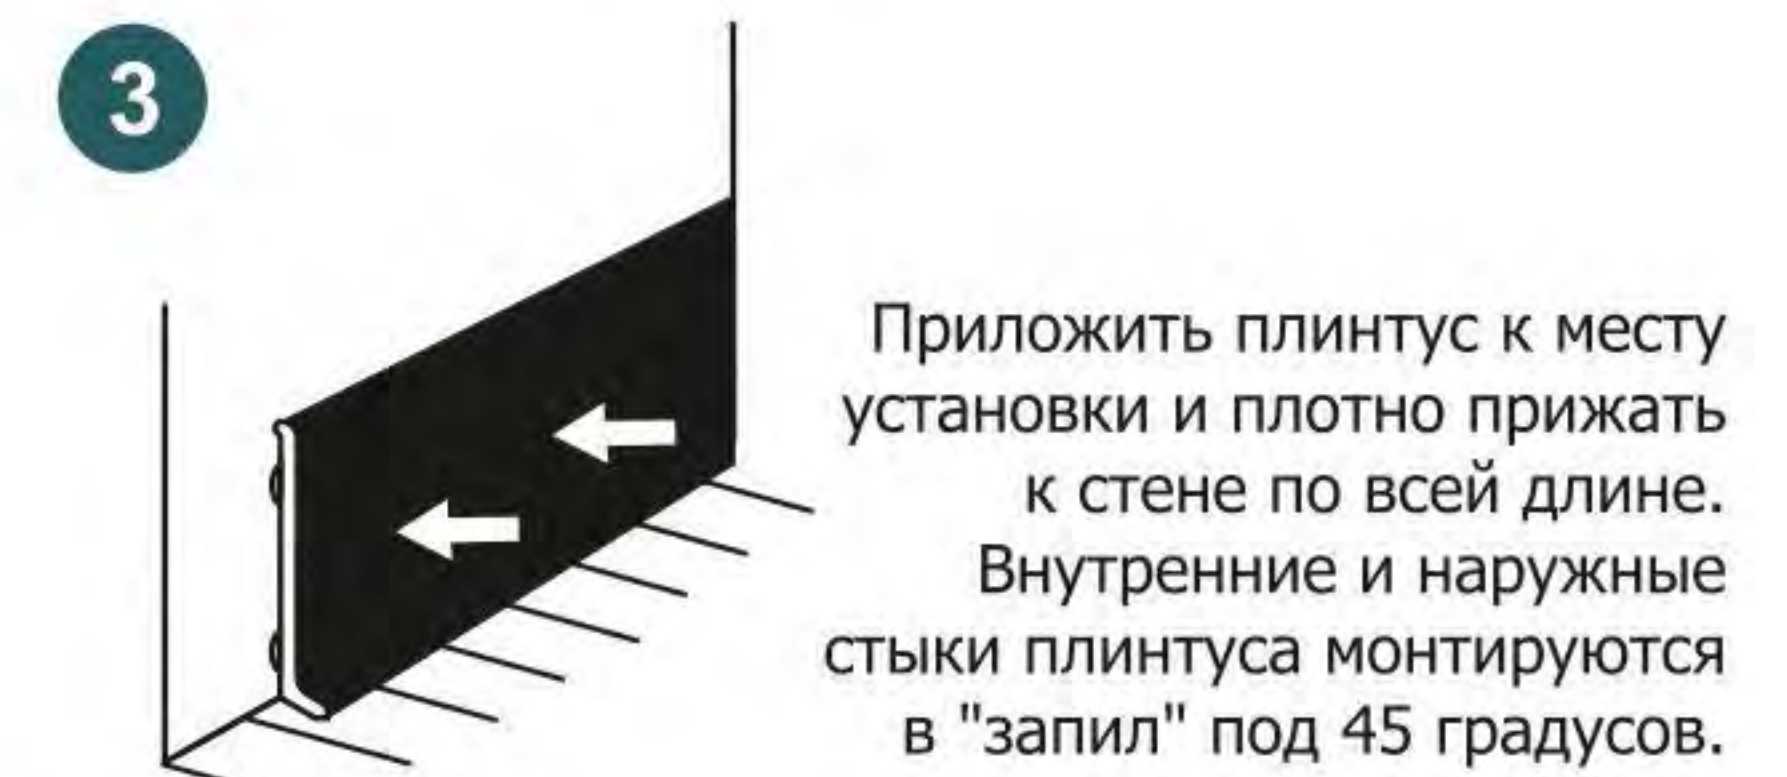 3
Приложить плинтус к месту
установки и плотно прижать
к стене по всей длине.
Внутренние и наружные
стыки плинтуса монтируются
в "запил" под 45 градусов.